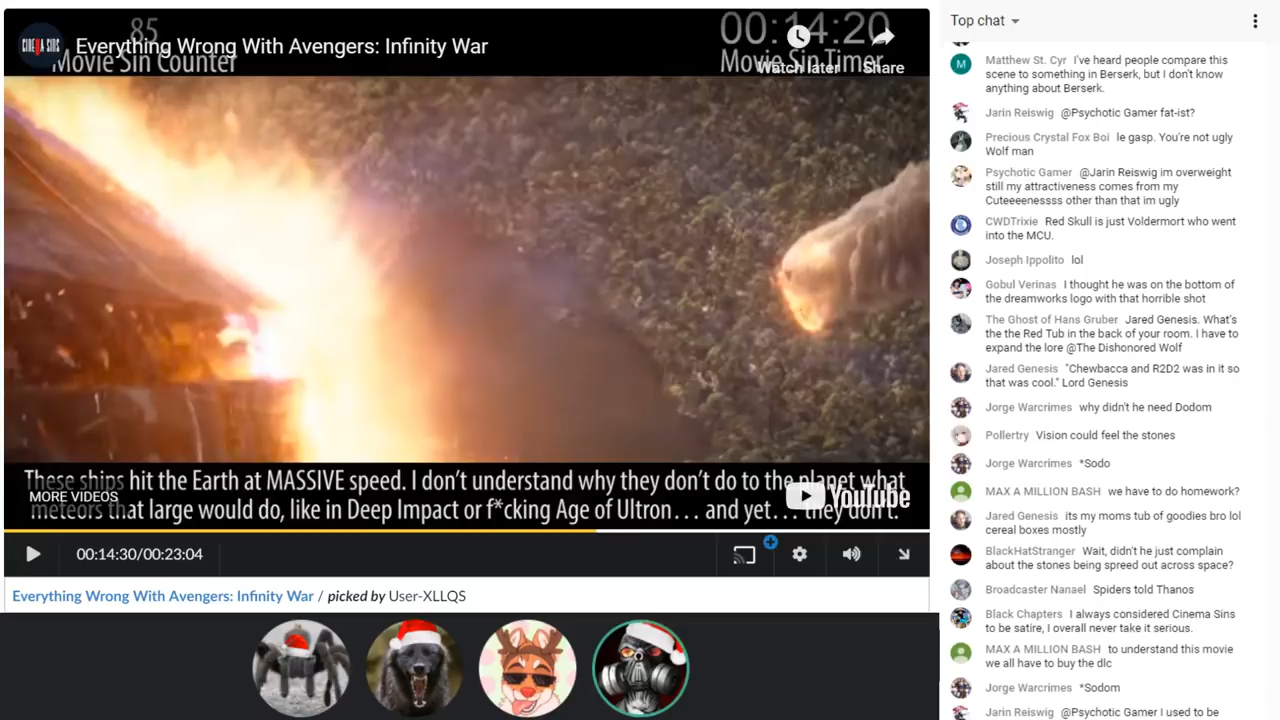 85
Movie Sin Counter
CINEMA SINS
Everything Wrong With Avengers: Infinity War
00:14:20
Movie Sin Timer
Watch later
Share
These ships hit the Earth at MASSIVE speed. I don't understand why they don't do to the planet what
meteors that large would do, like in Deep Impact or f*cking Age of Ultron... and yet... they don't.
MORE VIDEOS
YouTube
00:14:30/00:23:04
Everything Wrong With Avengers: Infinity War / picked by User-XLLQS
Top chat
M
Matthew St. Cyr I've heard people compare this
scene to something in Berserk, but I don't know
anything about Berserk.
Jarin Reiswig @Psychotic Gamer fat-ist?
Precious Crystal Fox Boi le gasp. You're not ugly
Wolf man
Psychotic Gamer @Jarin Reiswig im overweight
still my attractiveness comes from my
Cuteeeenessss other than that im ugly
CWDTrixie Red Skull is just Voldermort who went
into the MCU.
Joseph Ippolito lol
Gobul Verinas I thought he was on the bottom of
the dreamworks logo with that horrible shot
The Ghost of Hans Gruber Jared Genesis. What's
the the Red Tub in the back of your room. I have to
expand the lore @The Dishonored Wolf
Jared Genesis "Chewbacca and R2D2 was in it so
that was cool." Lord Genesis
Jorge Warcrimes why didn't he need Dodom
Pollertry Vision could feel the stones
Jorge Warcrimes *Sodo
MAX A MILLION BASH we have to do homework?
Jared Genesis its my moms tub of goodies bro lol
cereal boxes mostly
BlackHatStranger Wait, didn't he just complain
about the stones being spreed out across space?
Broadcaster Nanael Spiders told Thanos
Black Chapters I always considered Cinema Sins
to be satire, I overall never take it serious.
MAX A MILLION BASH to understand this movie
we all have to buy the dlc
Jorge Warcrimes *Sodom
Jarin Reiswig @Psychotic Gamer I used to be